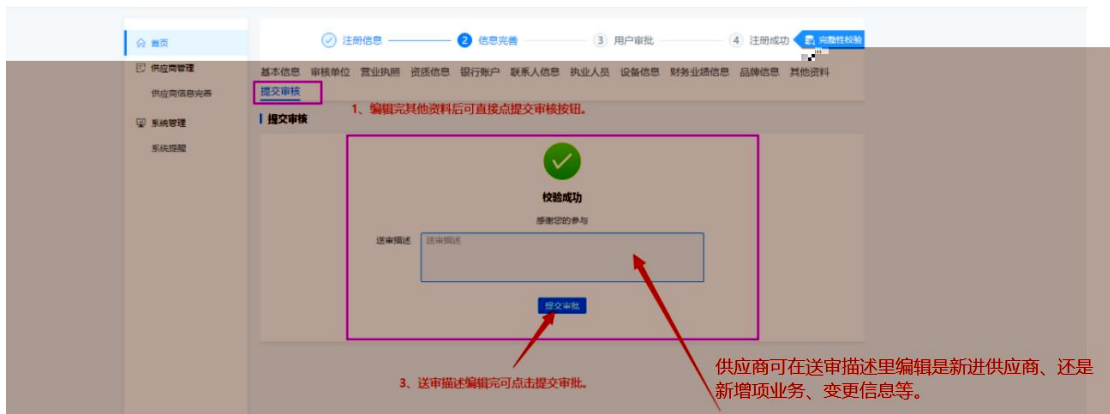 首页
注册信息
2 信息完善
3 用户审批
4 注册成功
完整性校验
供应商管理
供应商信息完善
系统管理
系统提醒
基本信息 审核单位 营业执照 资质信息 银行账户 联系人信息 执业人员 设备信息 财务业绩信息 品牌信息 其他资料
提交审核
1、编辑完其他资料后可直接点提交审核按钮。
提交审核
校验成功
感谢您的参与
送审描述 送审描述
提交审批
3、送审描述编辑完可点击提交审批。
供应商可在送审描述里编辑是新进供应商、还是
新增项业务、变更信息等。